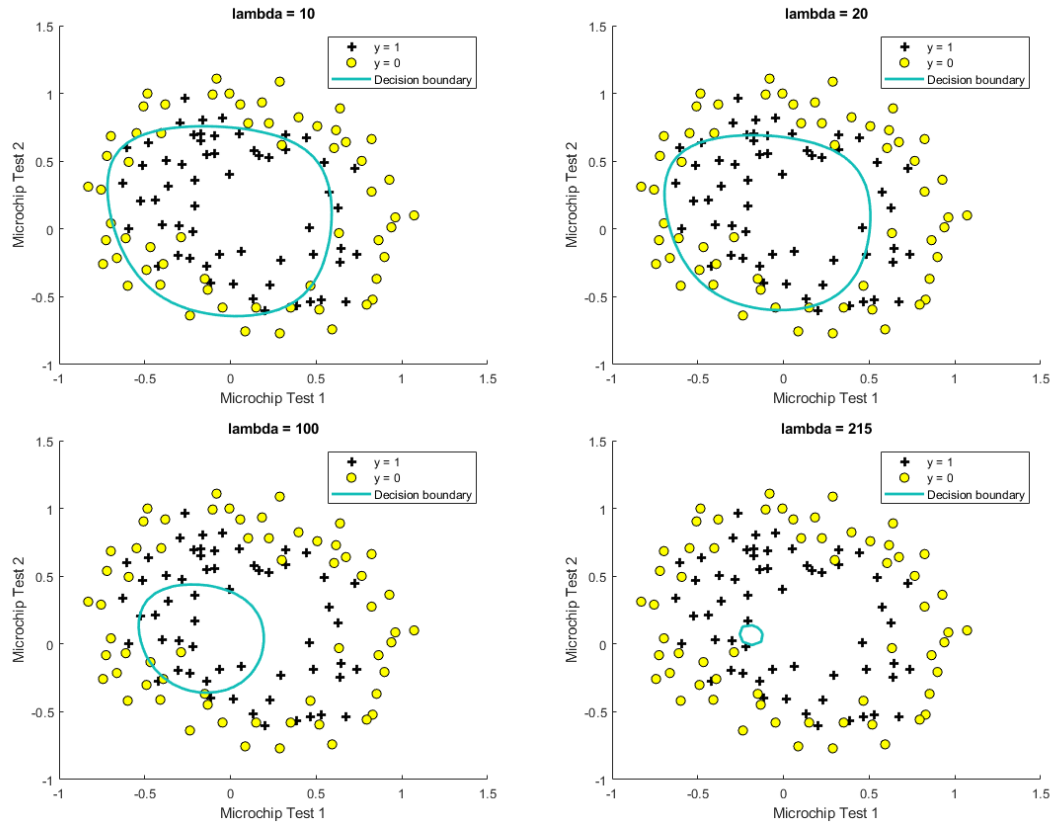 lambda = 10
1.5
1
0.5
0
-0.5
-1
-1
-0.5
0
0.5
1
1.5
Microchip Test 2
Microchip Test 1
y = 1
y = 0
Decision boundary
lambda = 20
1.5
1
0.5
0
-0.5
-1
-1
-0.5
0
0.5
1
1.5
Microchip Test 2
Microchip Test 1
y = 1
y = 0
Decision boundary
lambda = 100
1.5
1
0.5
0
-0.5
-1
-1
-0.5
0
0.5
1
1.5
Microchip Test 2
Microchip Test 1
y = 1
y = 0
Decision boundary
lambda = 215
1.5
1
0.5
0
-0.5
-1
-1
-0.5
0
0.5
1
1.5
Microchip Test 2
Microchip Test 1
y = 1
y = 0
Decision boundary